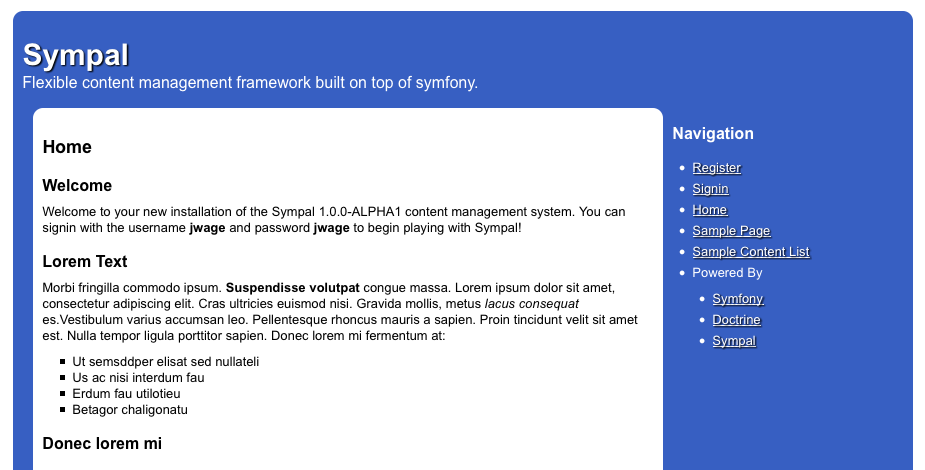 Sympal
Flexible content management framework built on top of symfony.
Home
Welcome
Welcome to your new installation of the Sympal 1.0.0-ALPHA1 content management system. You can
signin with the username jwage and password jwage to begin playing with Sympal!
Lorem Text
Morbi fringilla commodo ipsum. Suspendisse volutpat congue massa. Lorem ipsum dolor sit amet,
consectetur adipiscing elit. Cras ultricies euismod nisi. Gravida mollis, metus lacus consequat
es.Vestibulum varius accumsan leo. Pellentesque rhoncus mauris a sapien. Proin tincidunt velit sit amet
est. Nulla tempor ligula porttitor sapien. Donec lorem mi fermentum at:
Ut semsddper elisat sed nullateli
Us ac nisi interdum fau
Erdum fau utilotieu
Betagor chaligonatu
Donec lorem mi
Navigation
Register
Signin
Home
Sample Page
Sample Content List
Powered By
Symfony
Doctrine
Sympal